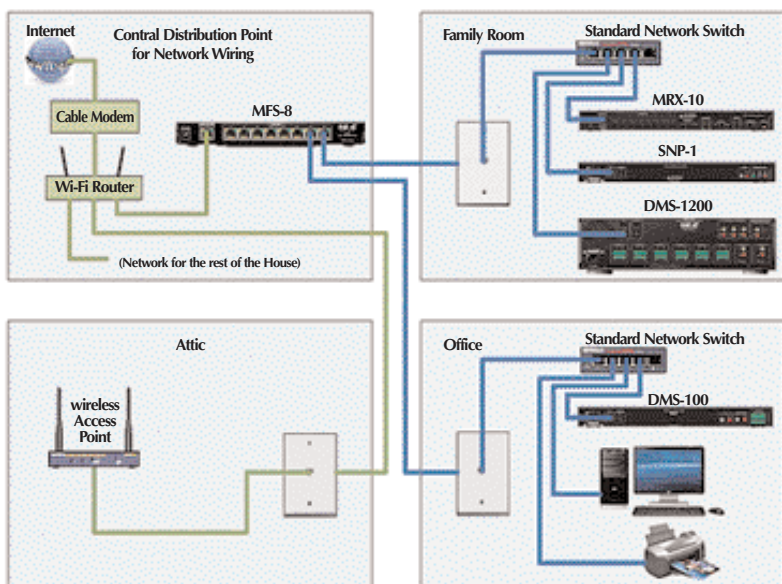 Internet
Contral Distribution Point
for Network Wiring
Cable Modem
MFS-8
Wi-Fi Router
(Network for the rest of the House)
Family Room
Standard Network Switch
MRX-10
SNP-1
DMS-1200
Attic
wireless
Access
Point
Office
Standard Network Switch
DMS-100